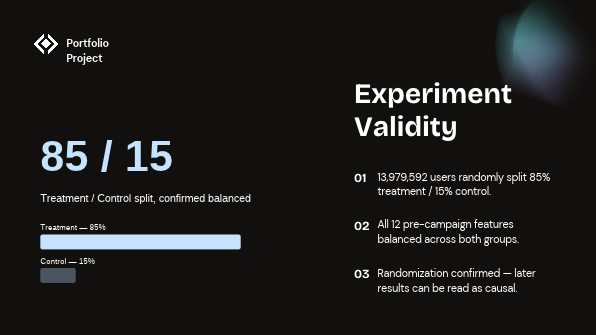 Portfolio
Project
85 / 15
Treatment / Control split, confirmed balanced
Treatment — 85%
Control — 15%
Experiment
Validity
01 13,979,592 users randomly split 85%
treatment / 15% control.
02 All 12 pre-campaign features
balanced across both groups.
03 Randomization confirmed — later
results can be read as causal.